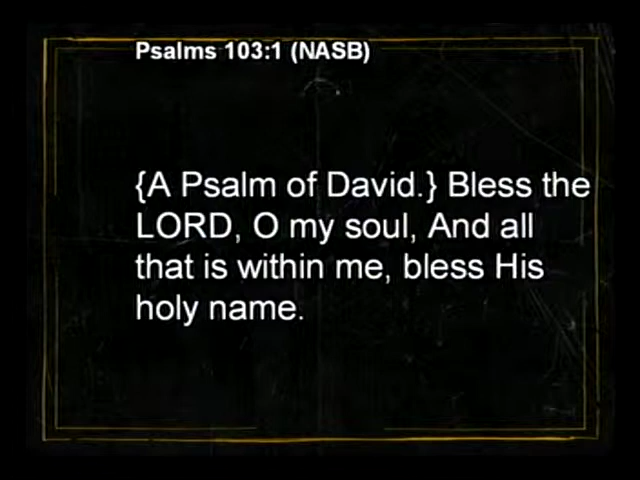 Psalms 103:1 (NASB)
{A Psalm of David.} Bless the
LORD, O my soul, And all
that is within me, bless His
holy name.